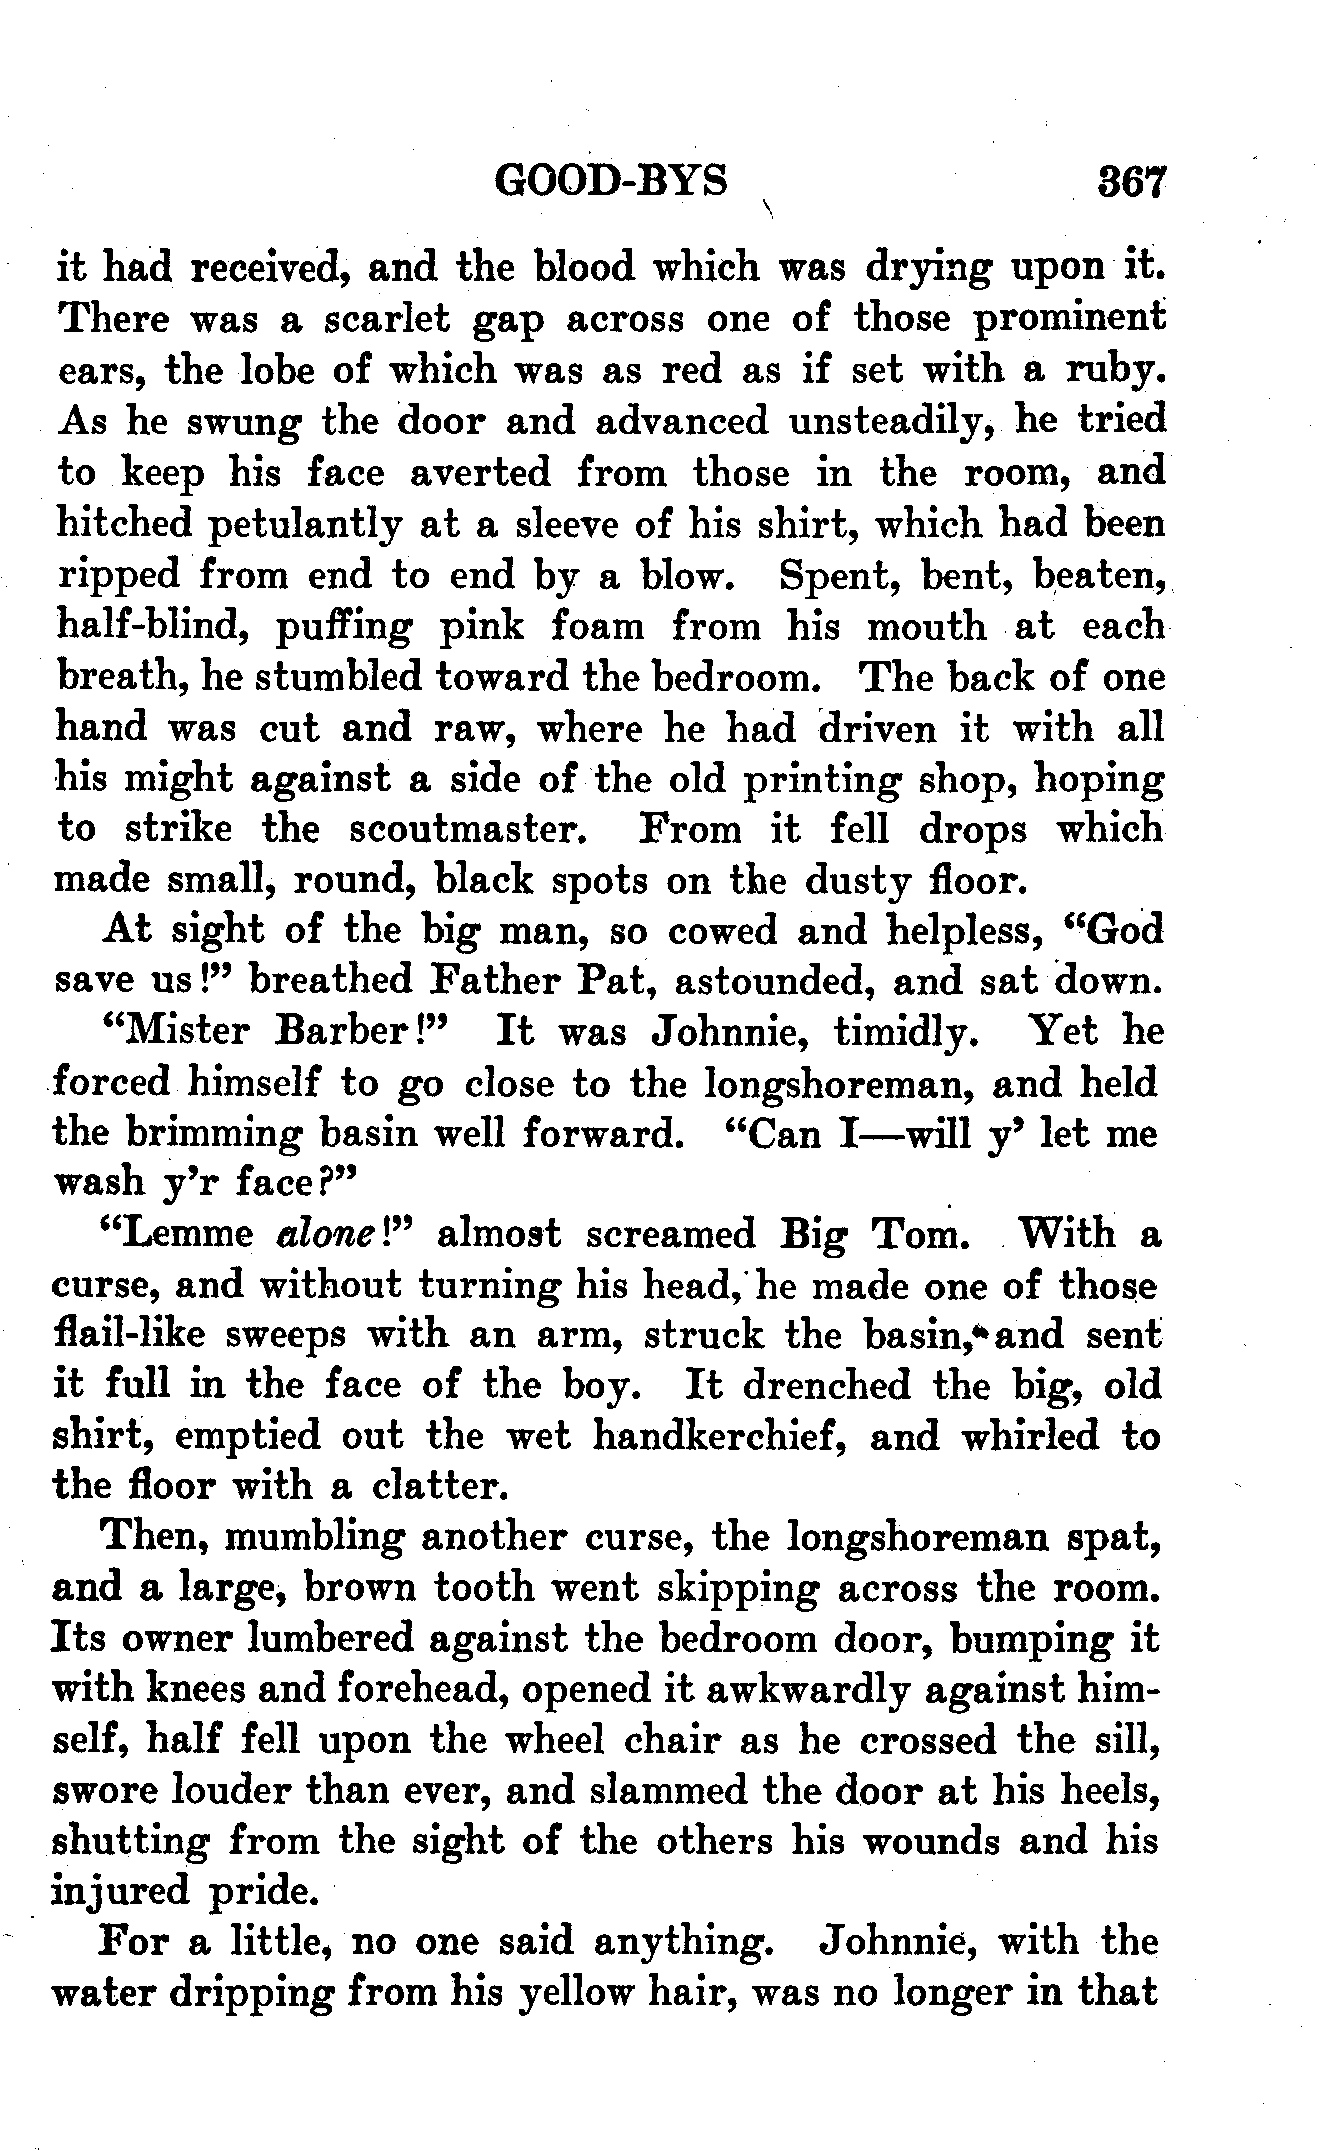 GOOD-BYS 367
it had received, and the blood which was drying upon it.
There was a scarlet gap across one of those prominent
ears, the lobe of which was as red as if set with a ruby.
As he swung the door and advanced unsteadily, he tried
to keep his face averted from those in the room, and
hitched petulantly at a sleeve of his shirt, which had been
ripped from end to end by a blow. Spent, bent, beaten,
half-blind, puffing pink foam from his mouth at each
breath, he stumbled toward the bedroom. The back of one
hand was cut and raw, where he had driven it with all
his might against a side of the old printing shop, hoping
to strike the scoutmaster. From it fell drops which
made small, round, black spots on the dusty floor.
At sight of the big man, so cowed and helpless, “God
save us!” breathed Father Pat, astounded, and sat down.
“Mister Barber!” It was Johnnie, timidly. Yet he
forced himself to go close to the longshoreman, and held
the brimming basin well forward. “Can I—will y’ let me
wash y’r face?”
“Lemme alone!” almost screamed Big Tom. With a
curse, and without turning his head, he made one of those
flail-like sweeps with an arm, struck the basin, and sent
it full in the face of the boy. It drenched the big, old
shirt, emptied out the wet handkerchief, and whirled to
the floor with a clatter.
Then, mumbling another curse, the longshoreman spat,
and a large, brown tooth went skipping across the room.
Its owner lumbered against the bedroom door, bumping it
with knees and forehead, opened it awkwardly against him-
self, half fell upon the wheel chair as he crossed the sill,
swore louder than ever, and slammed the door at his heels,
shutting from the sight of the others his wounds and his
injured pride.
For a little, no one said anything. Johnnie, with the
water dripping from his yellow hair, was no longer in that